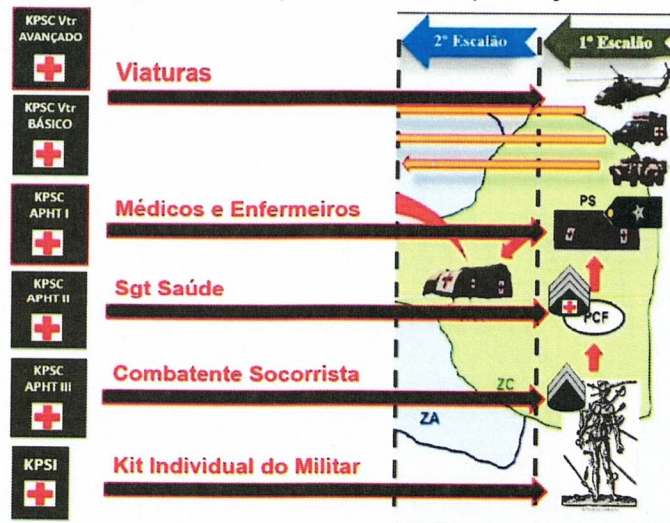 KPSC Vtr
AVANÇADO
Viaturas
KPSC Vtr
BÁSICO
2º Escalão
1º Escalão
KPSC
APHT I
Médicos e Enfermeiros
PS
KPSC
APHT II
Sgt Saúde
PCF
KPSC
APHT III
Combatente Socorrista
ZC
ZA
KPSI
Kit Individual do Militar